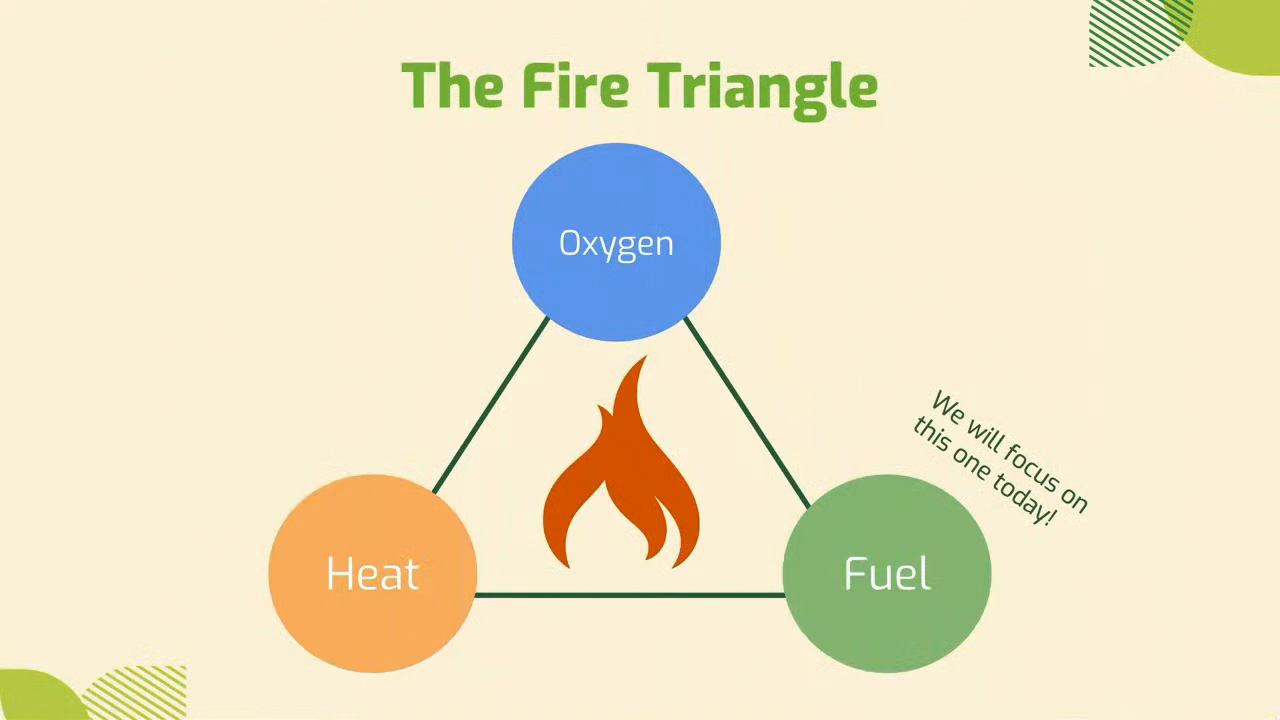 The Fire Triangle
Oxygen
We will focus on
this one today!
Heat
Fuel